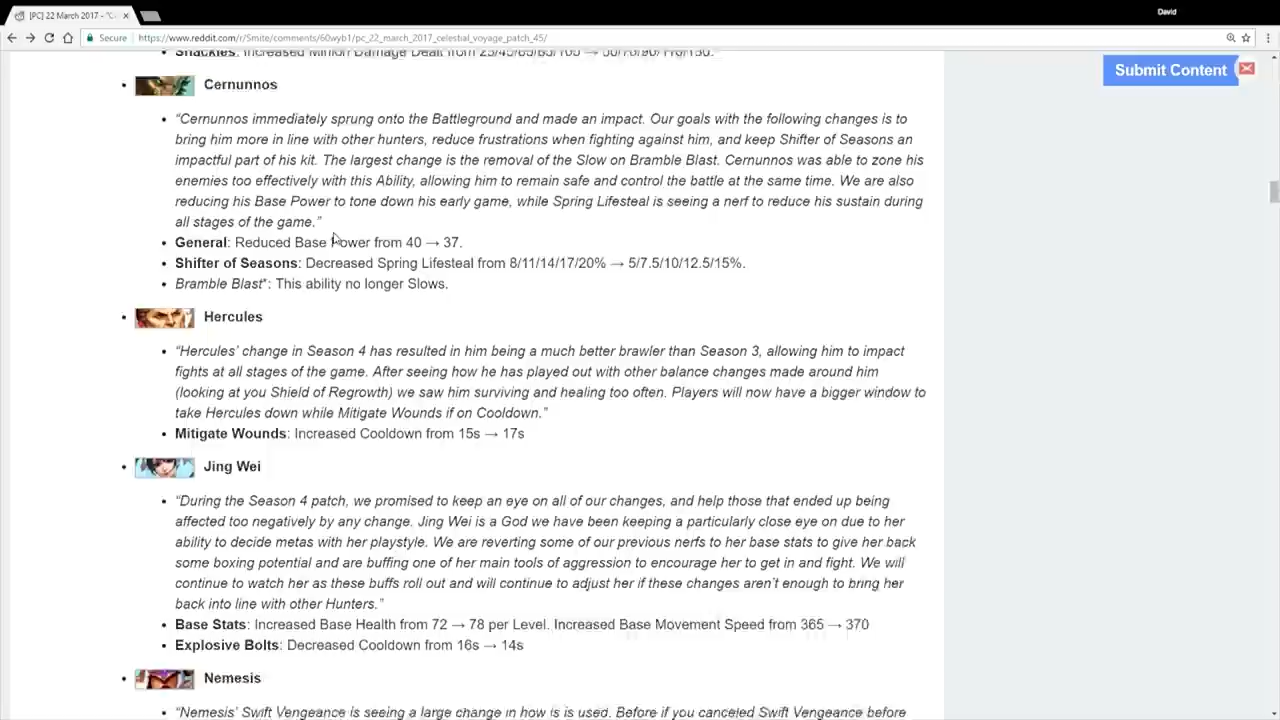 [PC] 22 March 2017 - "C
David
Secure https://www.reddit.com/r/Smite/comments/60wyb1/pc_22_march_2017_celestial_voyage_patch_45/
Shackles: Increased Minion Damage Dealt from
Submit Content
Cernunnos
"Cernunnos immediately sprung onto the Battleground and made an impact. Our goals with the following changes is to
bring him more in line with other hunters, reduce frustrations when fighting against him, and keep Shifter of Seasons an
impactful part of his kit. The largest change is the removal of the Slow on Bramble Blast. Cernunnos was able to zone his
enemies too effectively with this Ability, allowing him to remain safe and control the battle at the same time. We are also
reducing his Base Power to tone down his early game, while Spring Lifesteal is seeing a nerf to reduce his sustain during
all stages of the game."
General: Reduced Base Power from 40 → 37.
Shifter of Seasons: Decreased Spring Lifesteal from 8/11/14/17/20% → 5/7.5/10/12.5/15%.
Bramble Blast*: This ability no longer Slows.
Hercules
"Hercules' change in Season 4 has resulted in him being a much better brawler than Season 3, allowing him to impact
fights at all stages of the game. After seeing how he has played out with other balance changes made around him
(looking at you Shield of Regrowth) we saw him surviving and healing too often. Players will now have a bigger window to
take Hercules down while Mitigate Wounds if on Cooldown."
Mitigate Wounds: Increased Cooldown from 15s → 17s
Jing Wei
"During the Season 4 patch, we promised to keep an eye on all of our changes, and help those that ended up being
affected too negatively by any change. Jing Wei is a God we have been keeping a particularly close eye on due to her
ability to decide metas with her playstyle. We are reverting some of our previous nerfs to her base stats to give her back
some boxing potential and are buffing one of her main tools of aggression to encourage her to get in and fight. We will
continue to watch her as these buffs roll out and will continue to adjust her if these changes aren't enough to bring her
back into line with other Hunters."
Base Stats: Increased Base Health from 72 → 78 per Level. Increased Base Movement Speed from 365 → 370
Explosive Bolts: Decreased Cooldown from 16s → 14s
Nemesis
"Nemesis' Swift Vengeance is seeing a large change in how is is used. Before if you canceled Swift Vengeance before